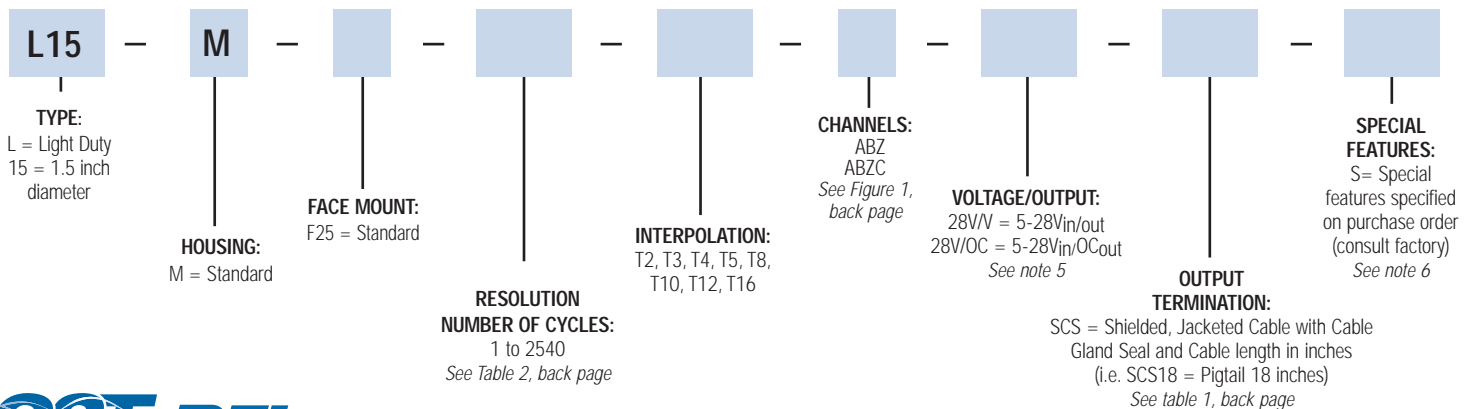 L15 — M — — — — — — —
TYPE:
L = Light Duty
15 = 1.5 inch
diameter
HOUSING:
M = Standard
FACE MOUNT:
F25 = Standard
RESOLUTION
NUMBER OF CYCLES:
1 to 2540
See Table 2, back page
INTERPOLATION:
T2, T3, T4, T5, T8,
T10, T12, T16
CHANNELS:
ABZ
ABZC
See Figure 1,
back page
VOLTAGE/OUTPUT:
28V/V = 5-28Vin/out
28V/OC = 5-28Vin/OCout
See note 5
OUTPUT
TERMINATION:
SCS = Shielded, Jacketed Cable with Cable
Gland Seal and Cable length in inches
(i.e. SCS18 = Pigtail 18 inches)
See table 1, back page
SPECIAL
FEATURES:
S= Special
features specified
on purchase order
(consult factory)
See note 6